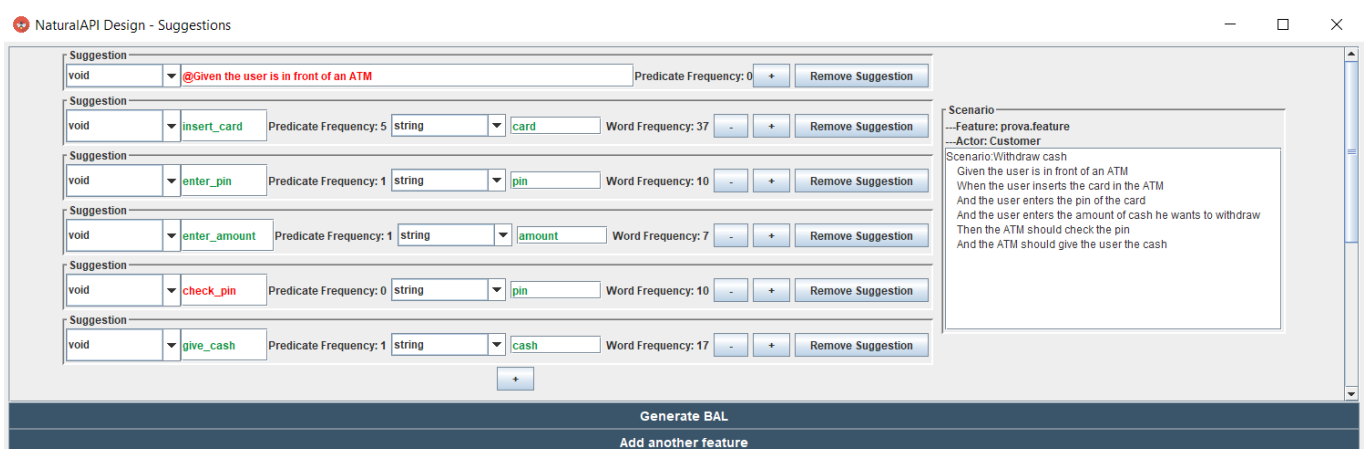 NaturalAPI Design - Suggestions
Suggestion
void @Given the user is in front of an ATM Predicate Frequency: 0 + Remove Suggestion
Suggestion
void insert_card Predicate Frequency: 5 string card Word Frequency: 37 - + Remove Suggestion
Suggestion
void enter_pin Predicate Frequency: 1 string pin Word Frequency: 10 - + Remove Suggestion
Suggestion
void enter_amount Predicate Frequency: 1 string amount Word Frequency: 7 - + Remove Suggestion
Suggestion
void check_pin Predicate Frequency: 0 string pin Word Frequency: 10 - + Remove Suggestion
Suggestion
void give_cash Predicate Frequency: 1 string cash Word Frequency: 17 - + Remove Suggestion
+
Scenario
---Feature: prova.feature
---Actor: Customer
Scenario:Withdraw cash
Given the user is in front of an ATM
When the user inserts the card in the ATM
And the user enters the pin of the card
And the user enters the amount of cash he wants to withdraw
Then the ATM should check the pin
And the ATM should give the user the cash
Generate BAL
Add another feature